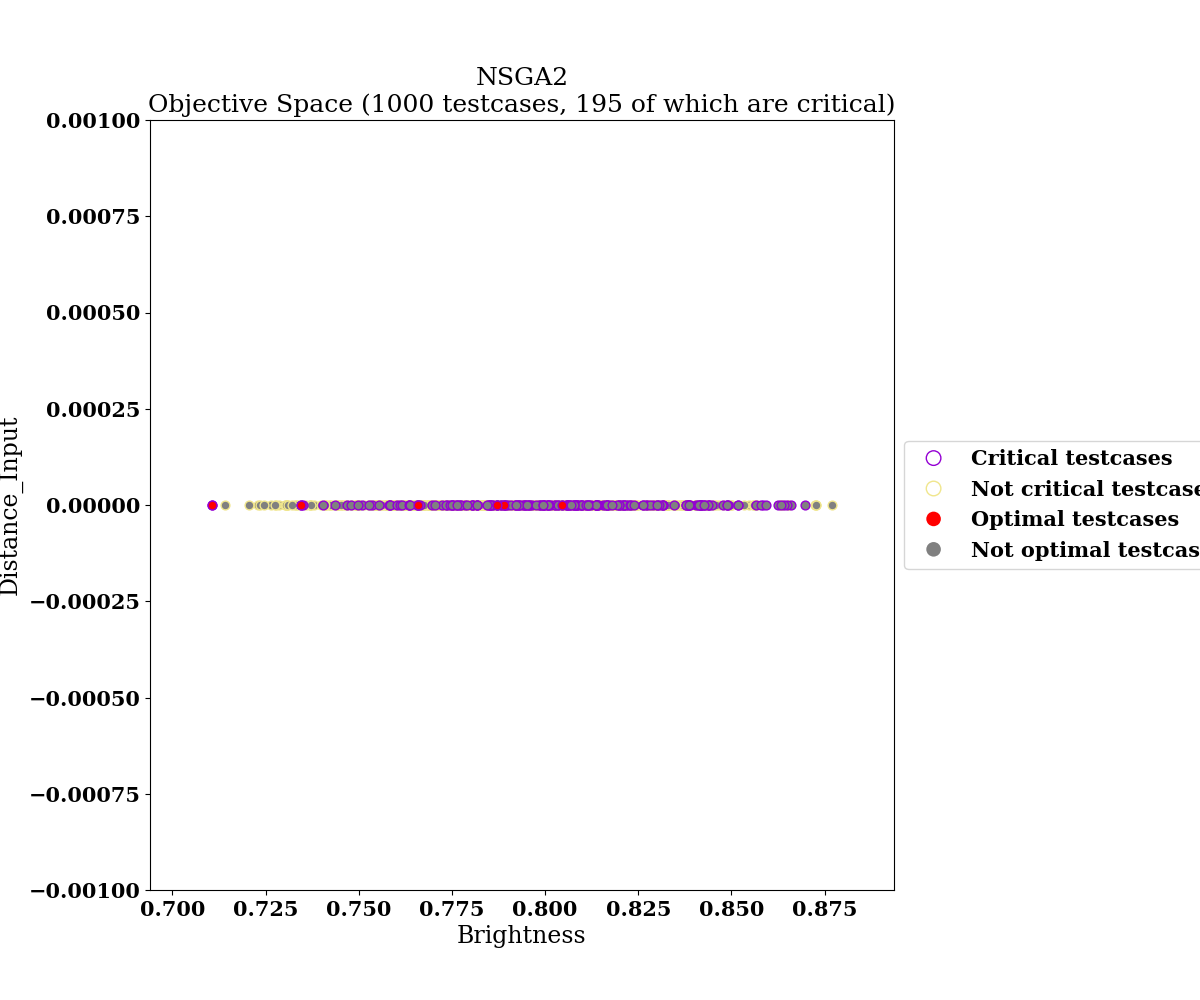 NSGA2
Objective Space (1000 testcases, 195 of which are critical)
0.00100
0.00075
0.00050
0.00025
0.00000
−0.00025
−0.00050
−0.00075
−0.00100
Distance_Input
0.700 0.725 0.750 0.775 0.800 0.825 0.850 0.875
Brightness
Critical testcases
Not critical testcase
Optimal testcases
Not optimal testcas